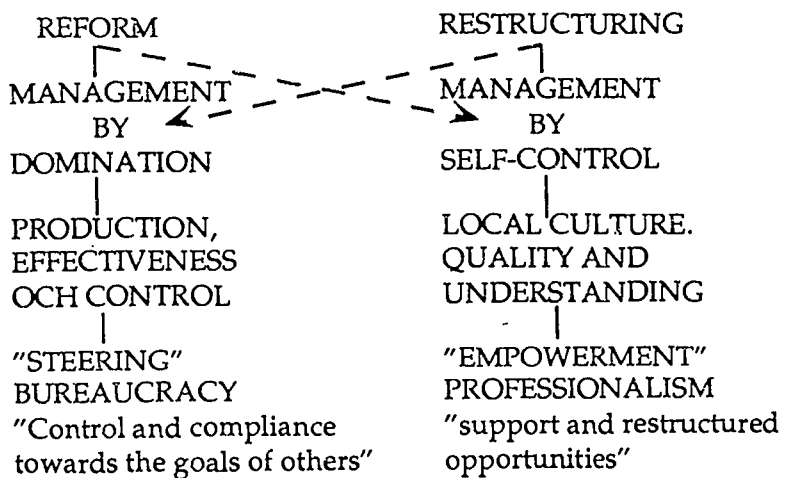 REFORM
MANAGEMENT
BY
DOMINATION
PRODUCTION,
EFFECTIVENESS
OCH CONTROL
"STEERING"
BUREAUCRACY
"Control and compliance
towards the goals of others"
RESTRUCTURING
MANAGEMENT
BY
SELF-CONTROL
LOCAL CULTURE.
QUALITY AND
UNDERSTANDING
"EMPOWERMENT"
PROFESSIONALISM
"support and restructured
opportunities"